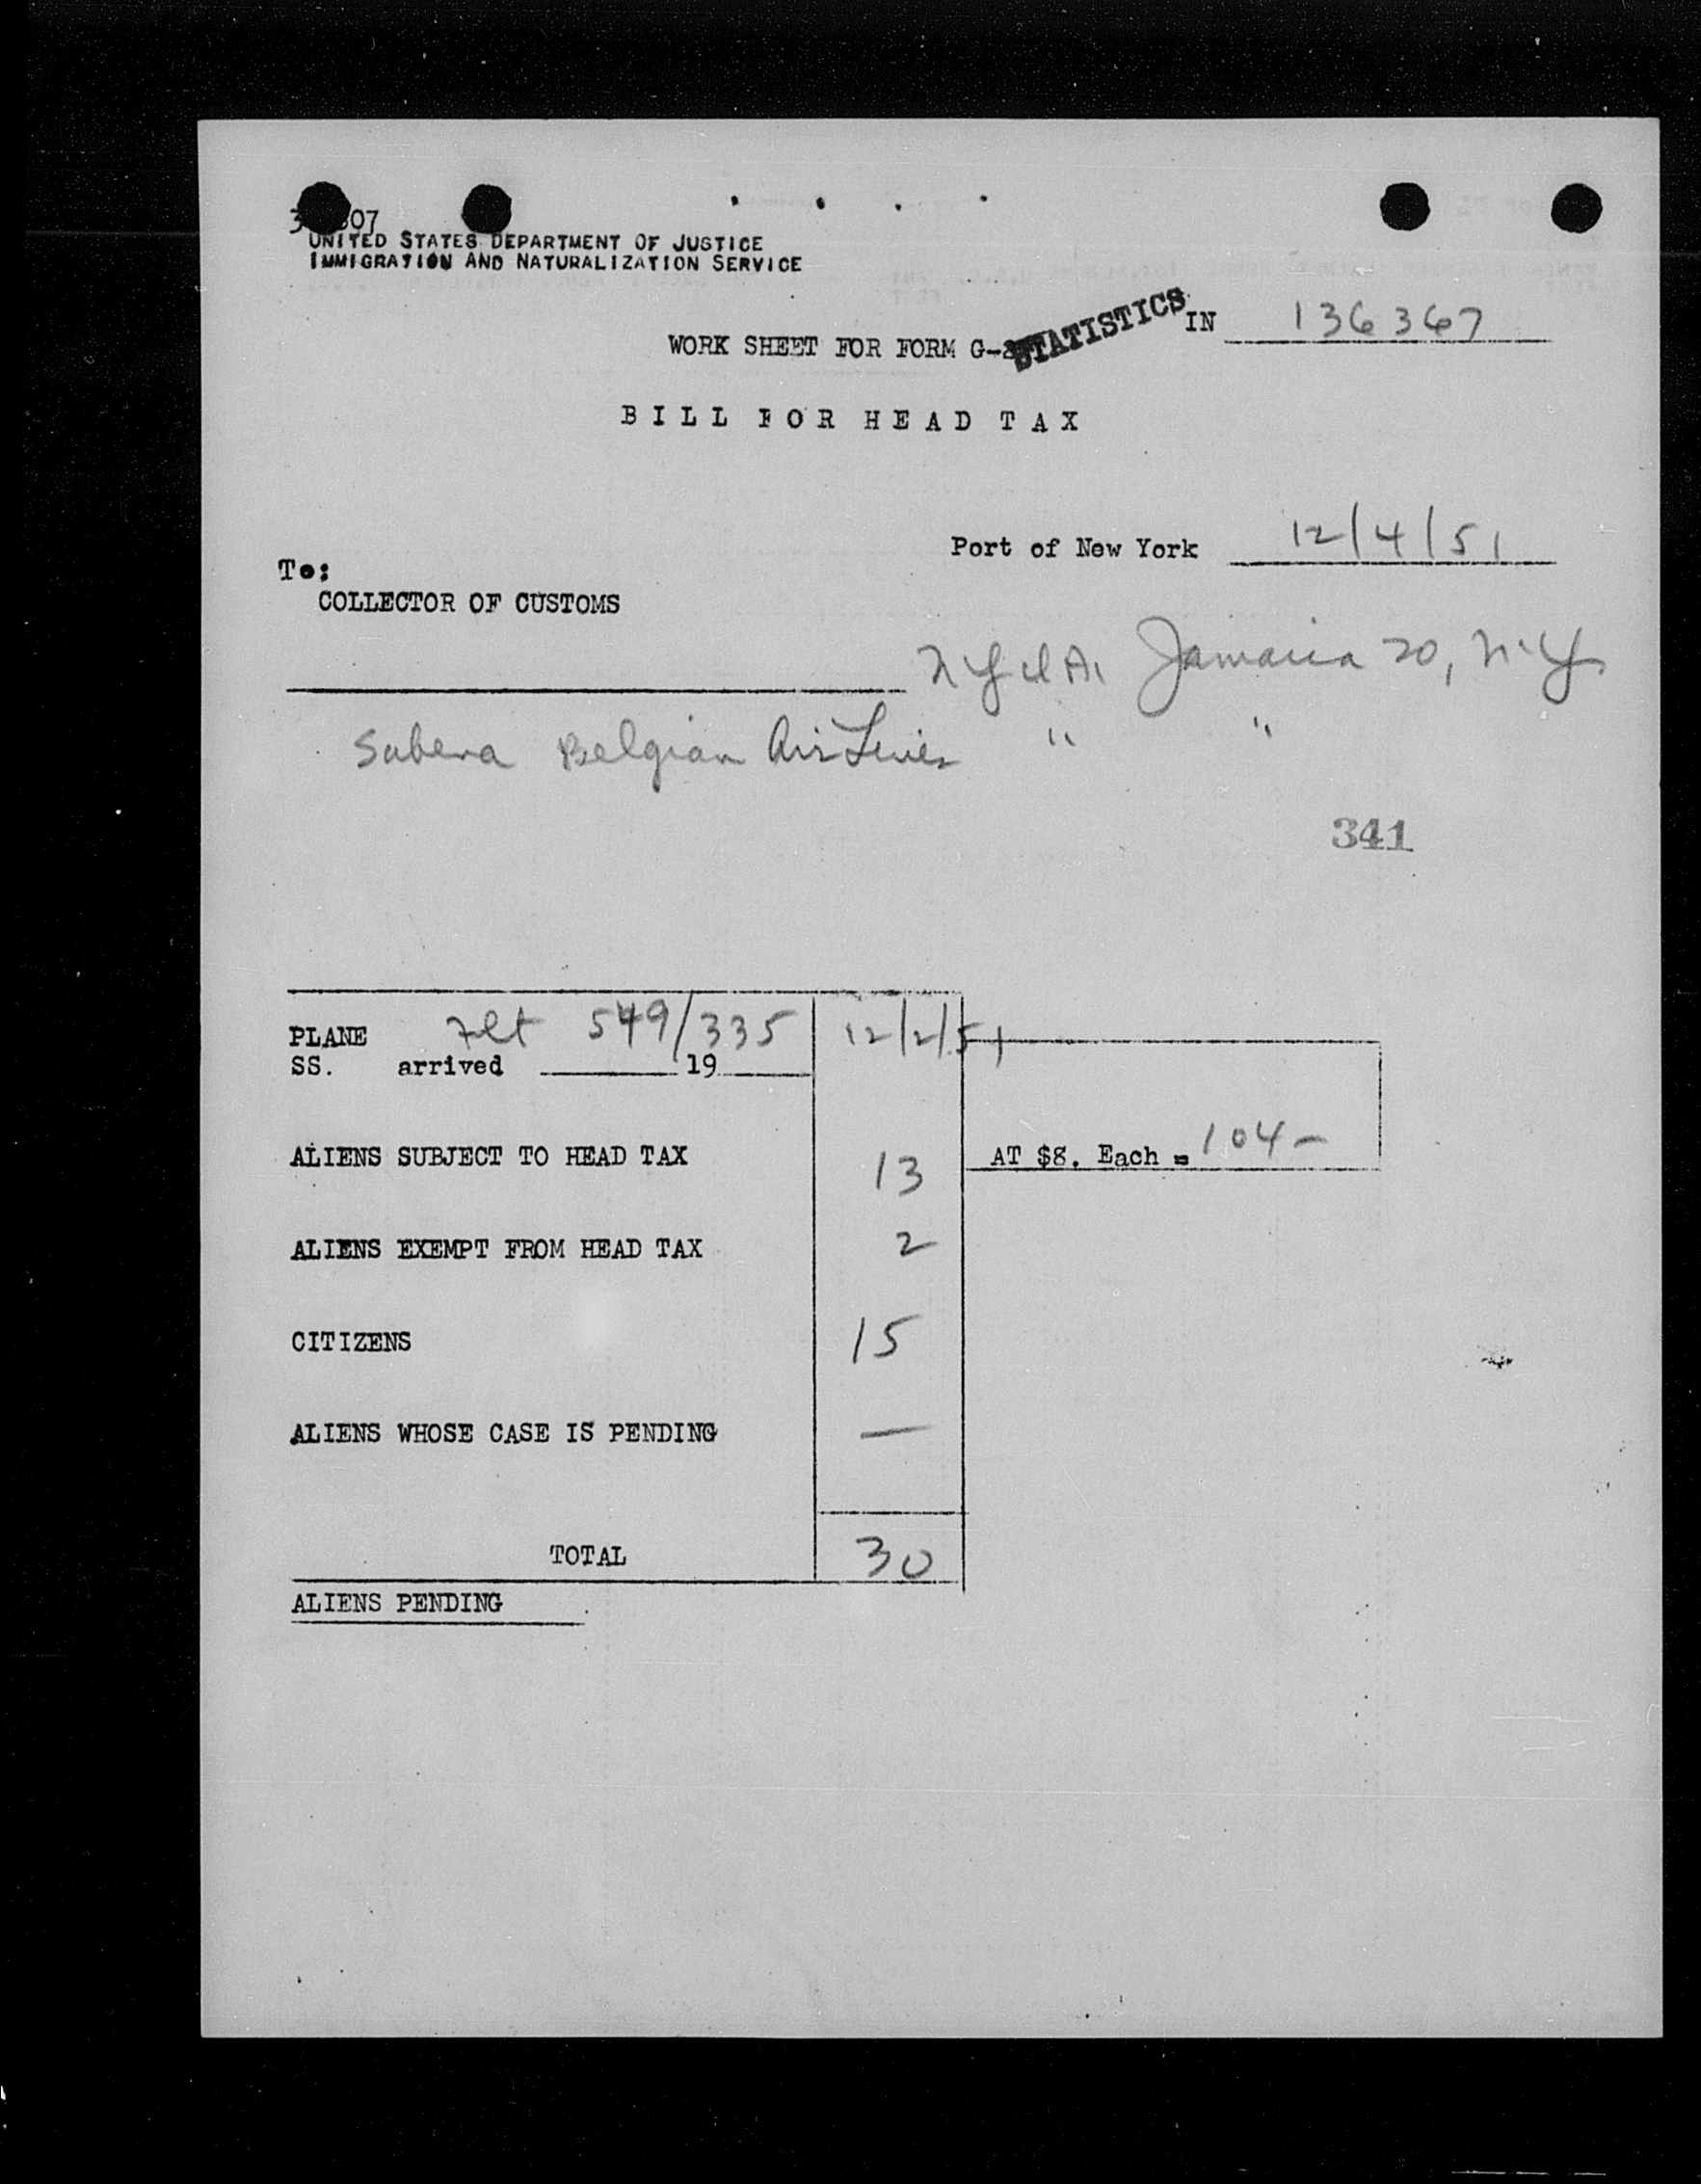 07
UNITED STATES DEPARTMENT OF JUSTICE
IMMIGRATION AND NATURALIZATION SERVICE
STATISTICS
IN 136367
WORK SHEET FOR FORM G-
BILL FOR HEAD TAX
Port of New York 12/4/51
To:
COLLECTOR OF CUSTOMS
Jamaica 20, N.Y
Sabena Belgian Air Lines " "
341
PLANE Flt 549/335 12/2/51
SS. arrived 19
ALIENS SUBJECT TO HEAD TAX 13 AT $8. Each = 104-
ALIENS EXEMPT FROM HEAD TAX 2
CITIZENS 15
ALIENS WHOSE CASE IS PENDING —
TOTAL 30
ALIENS PENDING